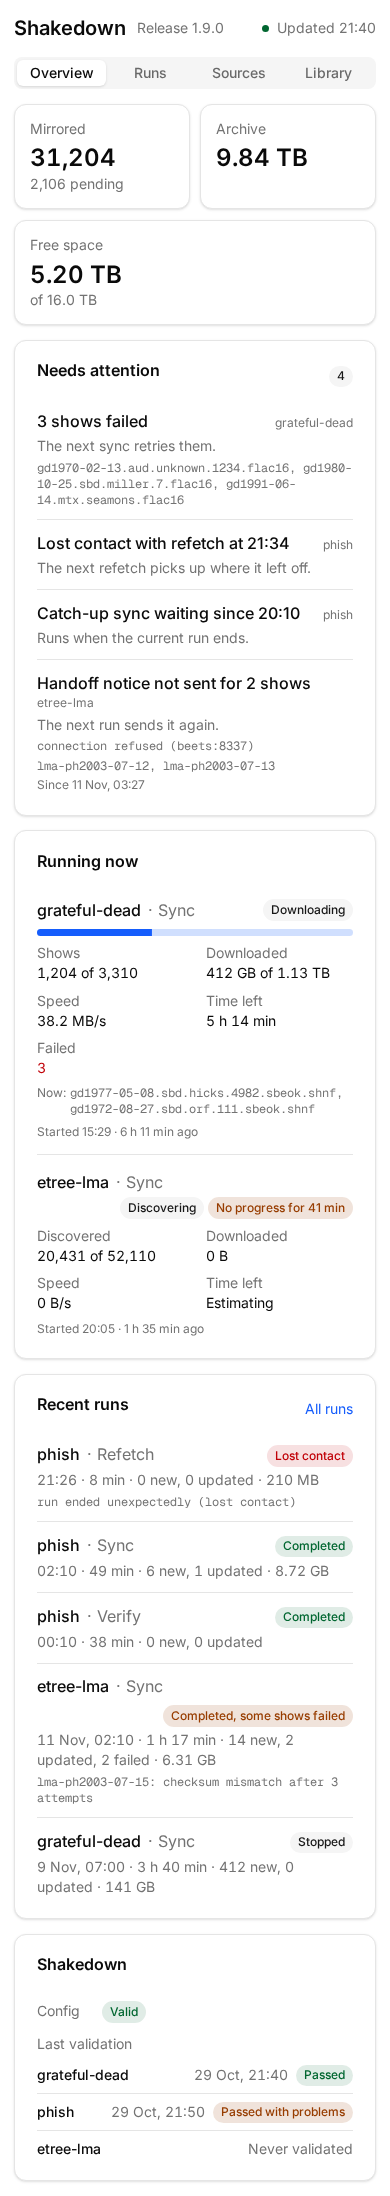 Shakedown Release 1.9.0 Updated 21:40
Overview Runs Sources Library
Mirrored
31,204
2,106 pending
Archive
9.84 TB
Free space
5.20 TB
of 16.0 TB
Needs attention 4
3 shows failed grateful-dead
The next sync retries them.
gd1970-02-13.aud.unknown.1234.flac16, gd1980-
10-25.sbd.miller.7.flac16, gd1991-06-
14.mtx.seamons.flac16
Lost contact with refetch at 21:34 phish
The next refetch picks up where it left off.
Catch-up sync waiting since 20:10 phish
Runs when the current run ends.
Handoff notice not sent for 2 shows
etree-lma
The next run sends it again.
connection refused (beets:8337)
lma-ph2003-07-12, lma-ph2003-07-13
Since 11 Nov, 03:27
Running now
grateful-dead · Sync Downloading
Shows Downloaded
1,204 of 3,310 412 GB of 1.13 TB
Speed Time left
38.2 MB/s 5 h 14 min
Failed
3
Now: gd1977-05-08.sbd.hicks.4982.sbeok.shnf,
gd1972-08-27.sbd.orf.111.sbeok.shnf
Started 15:29 · 6 h 11 min ago
etree-lma · Sync
Discovering No progress for 41 min
Discovered Downloaded
20,431 of 52,110 0 B
Speed Time left
0 B/s Estimating
Started 20:05 · 1 h 35 min ago
Recent runs All runs
phish · Refetch Lost contact
21:26 · 8 min · 0 new, 0 updated · 210 MB
run ended unexpectedly (lost contact)
phish · Sync Completed
02:10 · 49 min · 6 new, 1 updated · 8.72 GB
phish · Verify Completed
00:10 · 38 min · 0 new, 0 updated
etree-lma · Sync
Completed, some shows failed
11 Nov, 02:10 · 1 h 17 min · 14 new, 2
updated, 2 failed · 6.31 GB
lma-ph2003-07-15: checksum mismatch after 3
attempts
grateful-dead · Sync Stopped
9 Nov, 07:00 · 3 h 40 min · 412 new, 0
updated · 141 GB
Shakedown
Config Valid
Last validation
grateful-dead 29 Oct, 21:40 Passed
phish 29 Oct, 21:50 Passed with problems
etree-lma Never validated